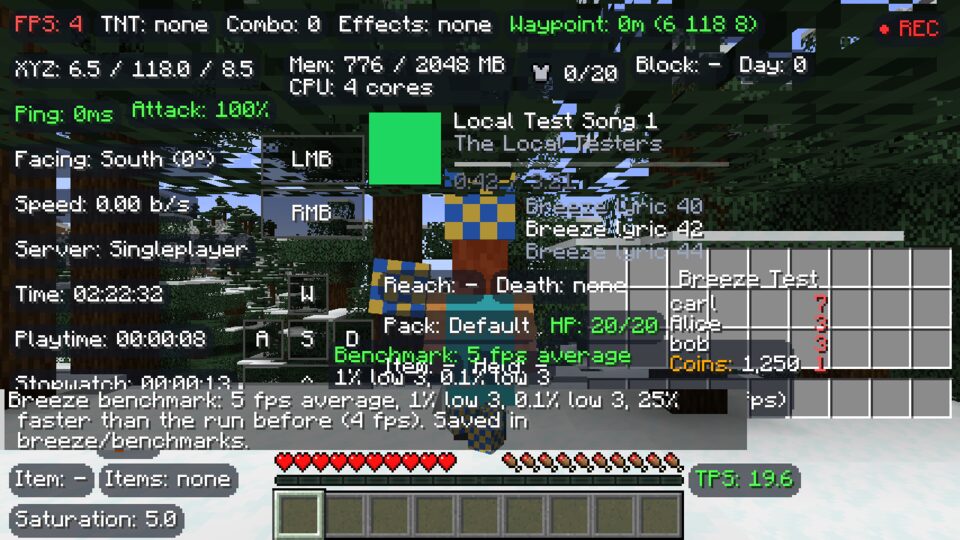 FPS: 4 TNT: none Combo: 0 Effects: none Waypoint: 0m (6 118 8) REC
XYZ: 6.5 / 118.0 / 8.5 Mem: 776 / 2048 MB 0/20 Block: - Day: 0
CPU: 4 cores
Ping: 0ms Attack: 100%
Local Test Song 1
The Local Testers
Facing: South (0°) LMB
0:42
Speed: 0.00 b/s RMB
Breeze lyric 40
Breeze lyric 42
Breeze lyric 44
Server: Singleplayer
Breeze Test
Reach: - Death: none
Time: 02:22:32 W
carl 7
Alice 3
Pack: Default HP: 20/20
Playtime: 00:00:08 A S D
bob 3
Benchmark: 5 fps average
Coins: 1,250 1
Item: - Held -
1% low 3, 0.1% low 3
Stopwatch: 00:00:13
Breeze benchmark: 5 fps average, 1% low 3, 0.1% low 3, 25%
faster than the run before (4 fps). Saved in
breeze/benchmarks.
fps)
Item: - Items: none TPS: 19.6
Saturation: 5.0